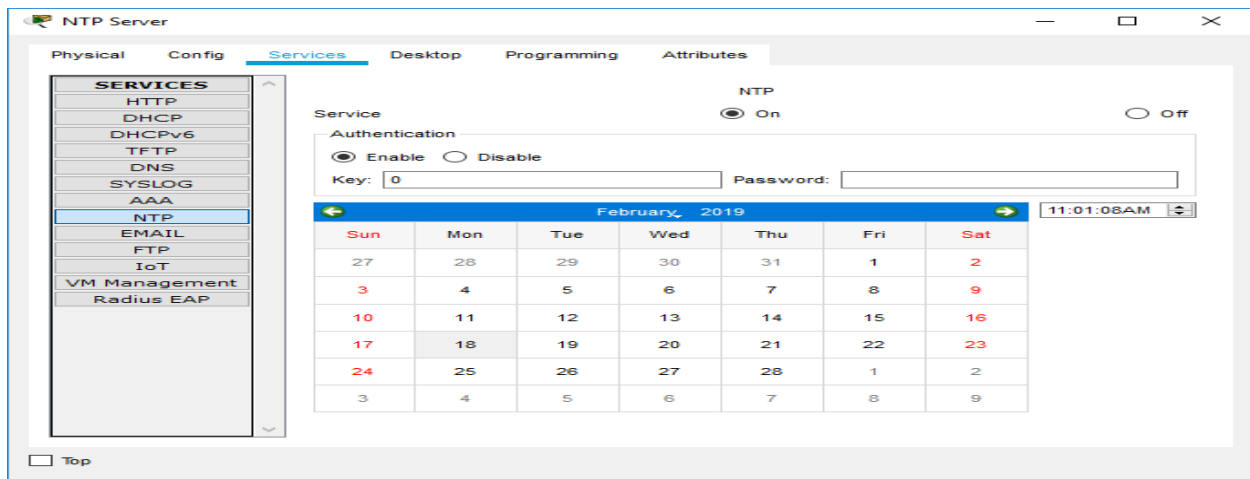 NTP Server
Physical Config Services Desktop Programming Attributes
SERVICES
HTTP
DHCP
DHCPv6
TFTP
DNS
SYSLOG
AAA
NTP
EMAIL
FTP
IoT
VM Management
Radius EAP
NTP
Service On Off
Authentication
Enable Disable
Key: 0 Password:
February, 2019 11:01:08AM
Sun Mon Tue Wed Thu Fri Sat
27 28 29 30 31 1 2
3 4 5 6 7 8 9
10 11 12 13 14 15 16
17 18 19 20 21 22 23
24 25 26 27 28 1 2
3 4 5 6 7 8 9
Top